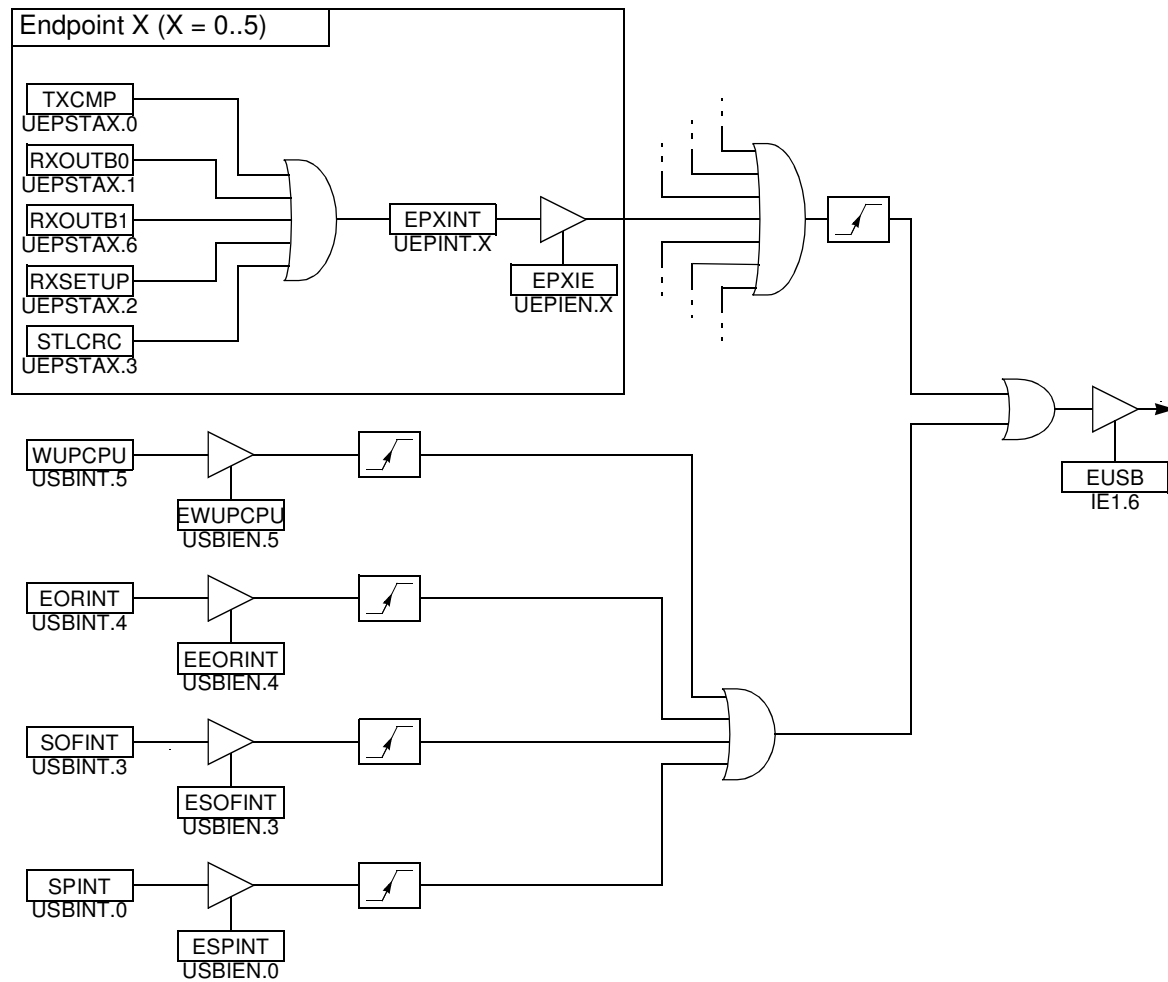 Endpoint X (X = 0..5)
TXCMP
UEPSTAX.0
RXOUTB0
UEPSTAX.1
RXOUTB1
UEPSTAX.6
RXSETUP
UEPSTAX.2
STLCRC
UEPSTAX.3
EPXINT
UEPINT.X
EPXIE
UEPIEN.X
WUPCPU
USBINT.5
EWUPCPU
USBIEN.5
EUSB
IE1.6
EORINT
USBINT.4
EEORINT
USBIEN.4
SOFINT
USBINT.3
ESOFINT
USBIEN.3
SPINT
USBINT.0
ESPINT
USBIEN.0